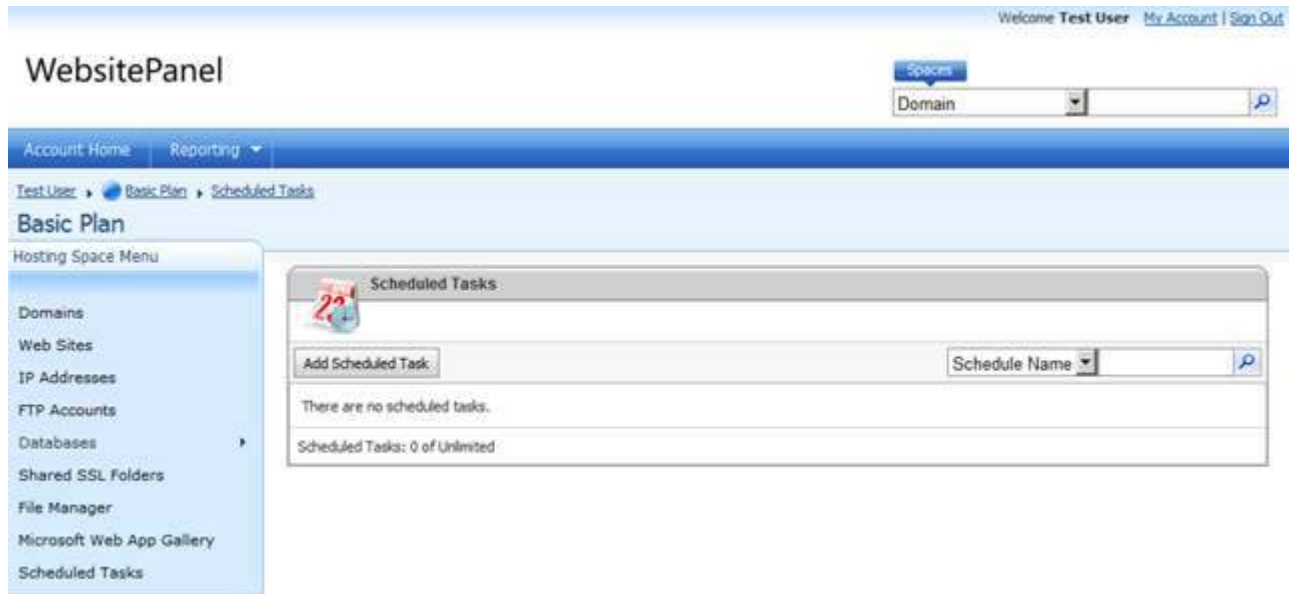 Welcome Test User My Account | Sign Out
WebsitePanel
Spaces
Domain
Account Home Reporting
Test User Basic Plan Scheduled Tasks
Basic Plan
Hosting Space Menu
Domains
Web Sites
IP Addresses
FTP Accounts
Databases
Shared SSL Folders
File Manager
Microsoft Web App Gallery
Scheduled Tasks
Scheduled Tasks
22
Add Scheduled Task Schedule Name
There are no scheduled tasks.
Scheduled Tasks: 0 of Unlimited